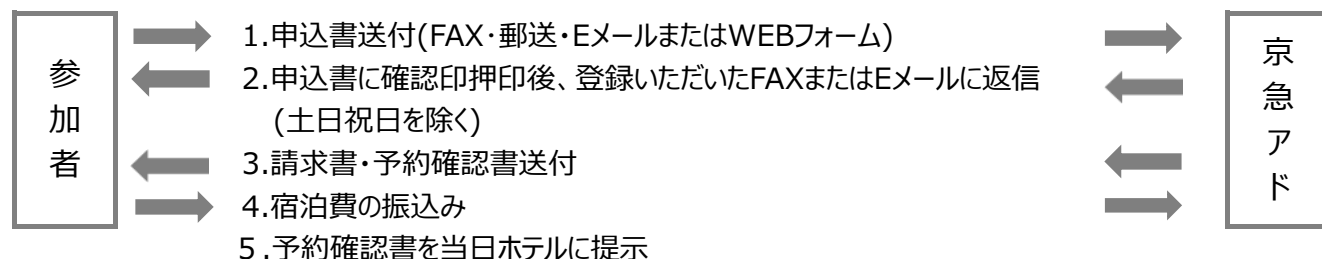 参加者
1.申込書送付(FAX・郵送・EメールまたはWEBフォーム)
2.申込書に確認印押印後、登録いただいたFAXまたはEメールに返信
(土日祝日を除く)
3.請求書・予約確認書送付
4.宿泊費の振込み
５.予約確認書を当日ホテルに提示
京急アド